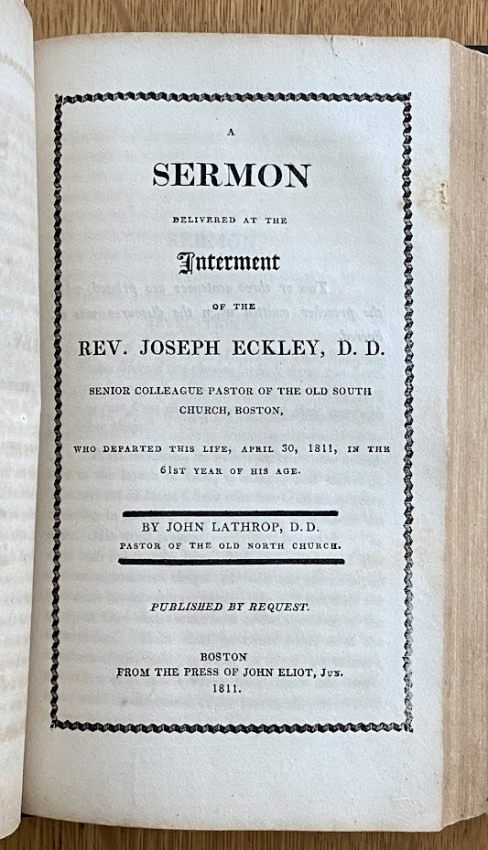 A
SERMON
DELIVERED AT THE
Interment
OF THE
REV. JOSEPH ECKLEY, D. D.
SENIOR COLLEAGUE PASTOR OF THE OLD SOUTH
CHURCH, BOSTON,
WHO DEPARTED THIS LIFE, APRIL 30, 1811, IN THE
61ST YEAR OF HIS AGE.
BY JOHN LATHROP, D.D.
PASTOR OF THE OLD NORTH CHURCH.
PUBLISHED BY REQUEST.
BOSTON
FROM THE PRESS OF JOHN ELIOT, Jun.
1811.